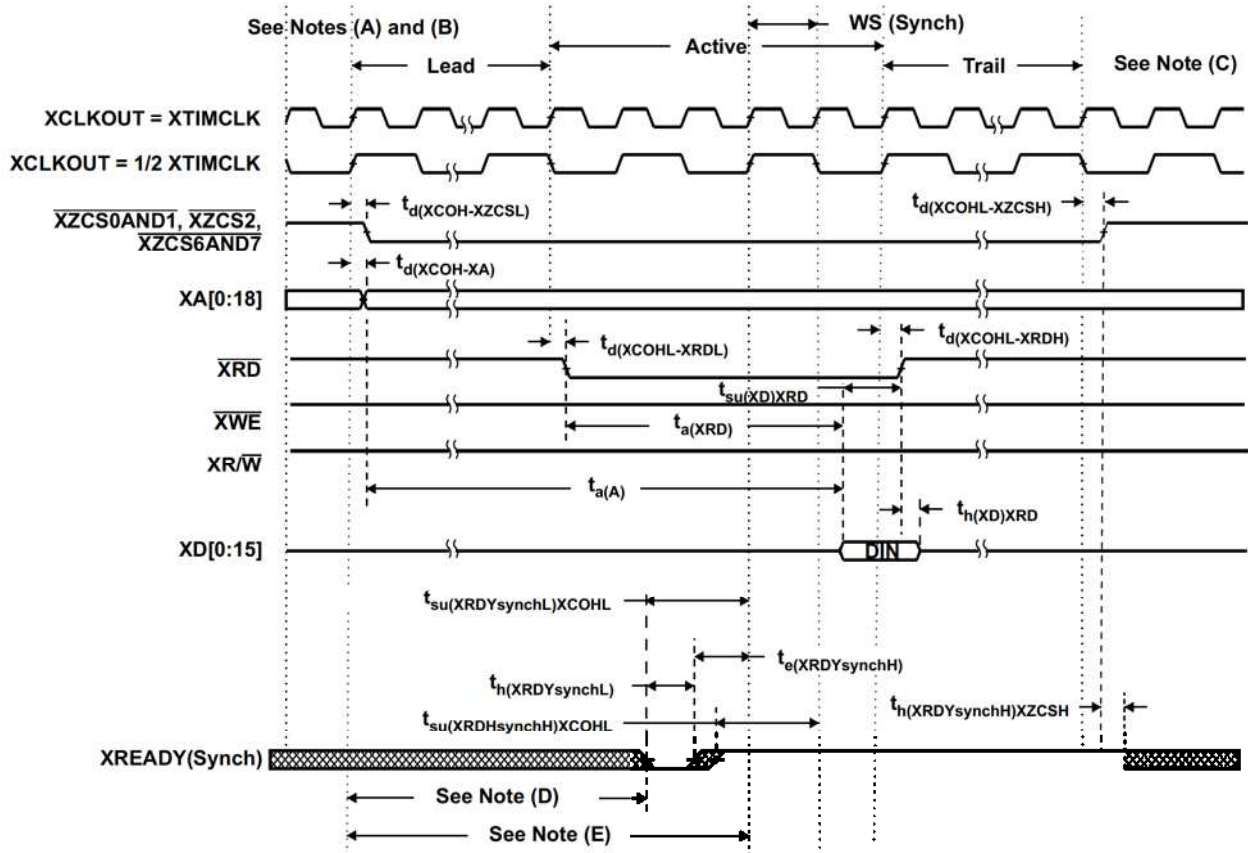 WS (Synch)
See Notes (A) and (B)
Active
Lead
Trail
See Note (C)
XCLKOUT = XTIMCLK
XCLKOUT = 1/2 XTIMCLK
td(XCOH-XZCSL)
td(XCOHL-XZCSH)
XZCS0AND1, XZCS2,
XZCS6AND7
td(XCOH-XA)
XA[0:18]
td(XCOHL-XRDL)
td(XCOHL-XRDH)
XRD
tsu(XD)XRD
XWE
ta(XRD)
XR/W
ta(A)
th(XD)XRD
XD[0:15]
DIN
tsu(XRDYsynchL)XCOHL
te(XRDYsynchH)
th(XRDYsynchL)
th(XRDYsynchH)XZCSH
tsu(XRDHsynchH)XCOHL
XREADY(Synch)
See Note (D)
See Note (E)